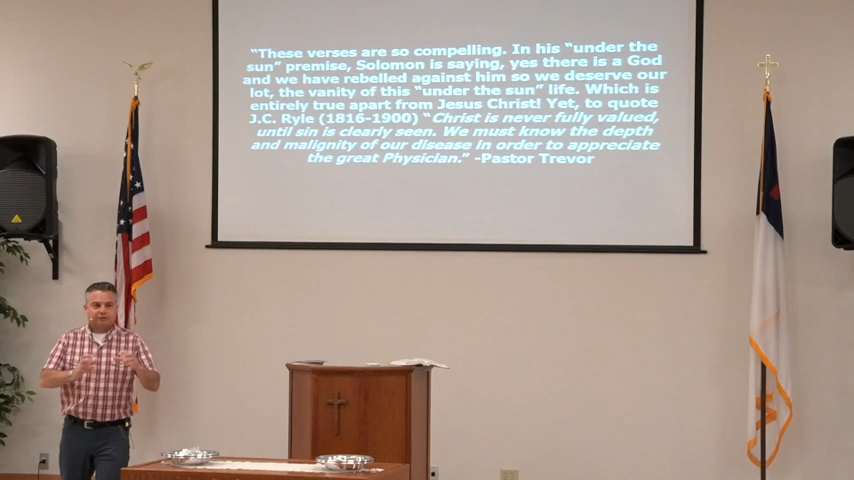 “These verses are so compelling. In his “under the
sun” premise, Solomon is saying, yes there is a God
and we have rebelled against him so we deserve our
lot, the vanity of this “under the sun” life. Which is
entirely true apart from Jesus Christ! Yet, to quote
J.C. Ryle (1816-1900) “Christ is never fully valued,
until sin is clearly seen. We must know the depth
and malignity of our disease in order to appreciate
the great Physician.” -Pastor Trevor